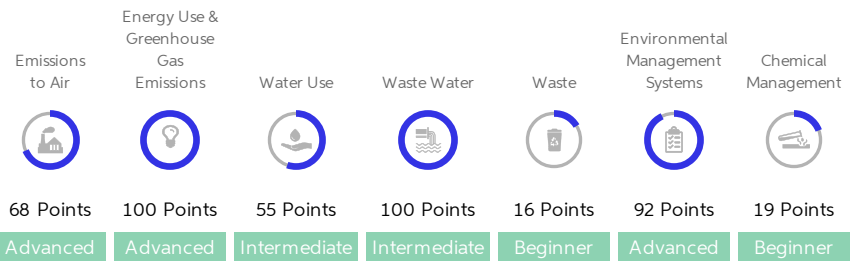 Emissions
to Air
Energy Use &
Greenhouse
Gas
Emissions
Water Use
Waste Water
Waste
Environmental
Management
Systems
Chemical
Management
68 Points
100 Points
55 Points
100 Points
16 Points
92 Points
19 Points
Advanced
Advanced
Intermediate
Intermediate
Beginner
Advanced
Beginner